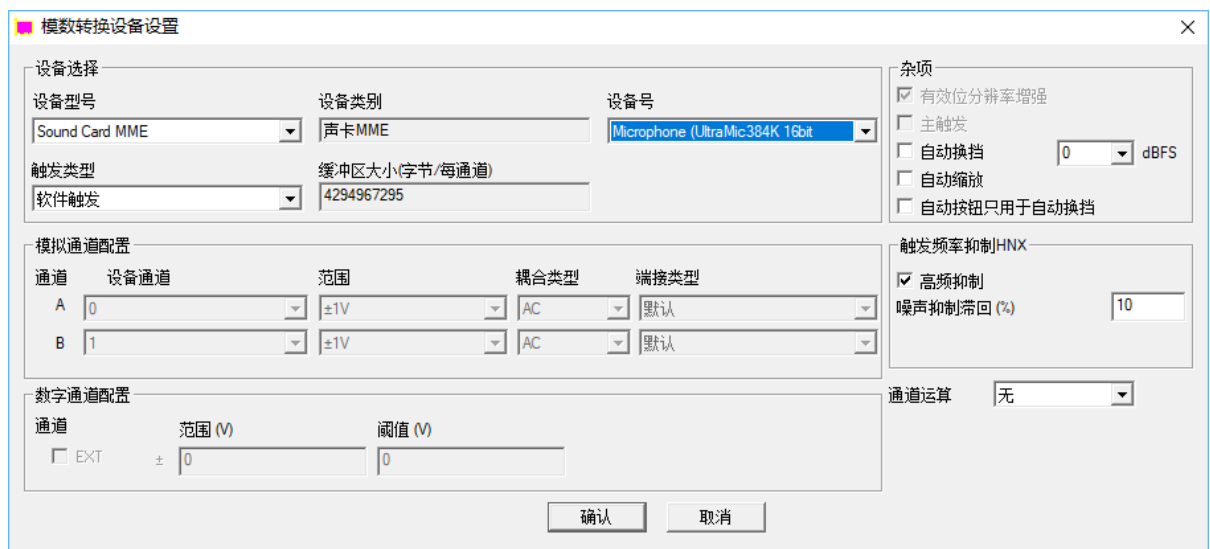 模数转换设备设置
设备选择
设备型号 设备类别 设备号
Sound Card MME 声卡MME Microphone (UltraMic384K 16bit
触发类型 缓冲区大小(字节/每通道)
软件触发 4294967295
杂项
有效位分辨率增强
主触发
自动换挡 0 dBFS
自动缩放
自动按钮只用于自动换挡
模拟通道配置
通道 设备通道 范围 耦合类型 端接类型
A 0 ±1V AC 默认
B 1 ±1V AC 默认
触发频率抑制HNX
高频抑制
噪声抑制滞回 (%) 10
数字通道配置
通道 范围 (V) 阈值 (V)
EXT ± 0 0
通道运算 无
确认 取消